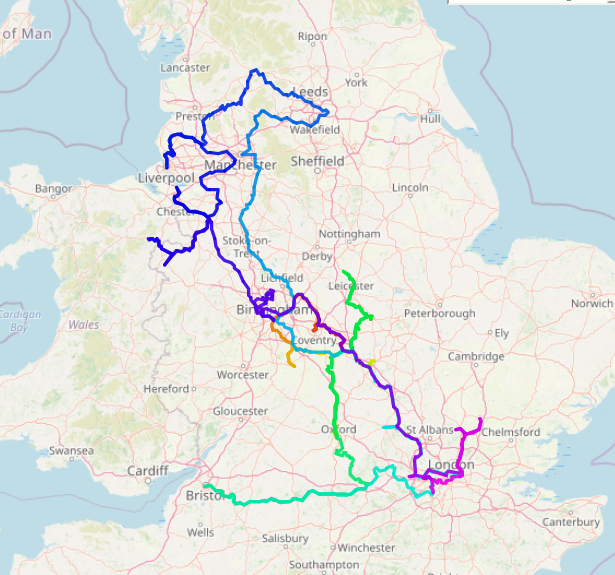 of Man
Ripon
Lancaster
York
Leeds
Preston
Hull
Wakefield
Manchester
Liverpool
Sheffield
Bangor
Lincoln
Chester
Nottingham
Stoke-on-
Trent
Derby
Lichfield
Leicester
Birmingham
Norwich
Cardigan
Bay
Wales
Peterborough
Ely
Coventry
Cambridge
Worcester
Hereford
Gloucester
Oxford
St Albans
Chelmsford
Swansea
Cardiff
London
Bristol
Canterbury
Wells
Salisbury
Winchester
Southampton